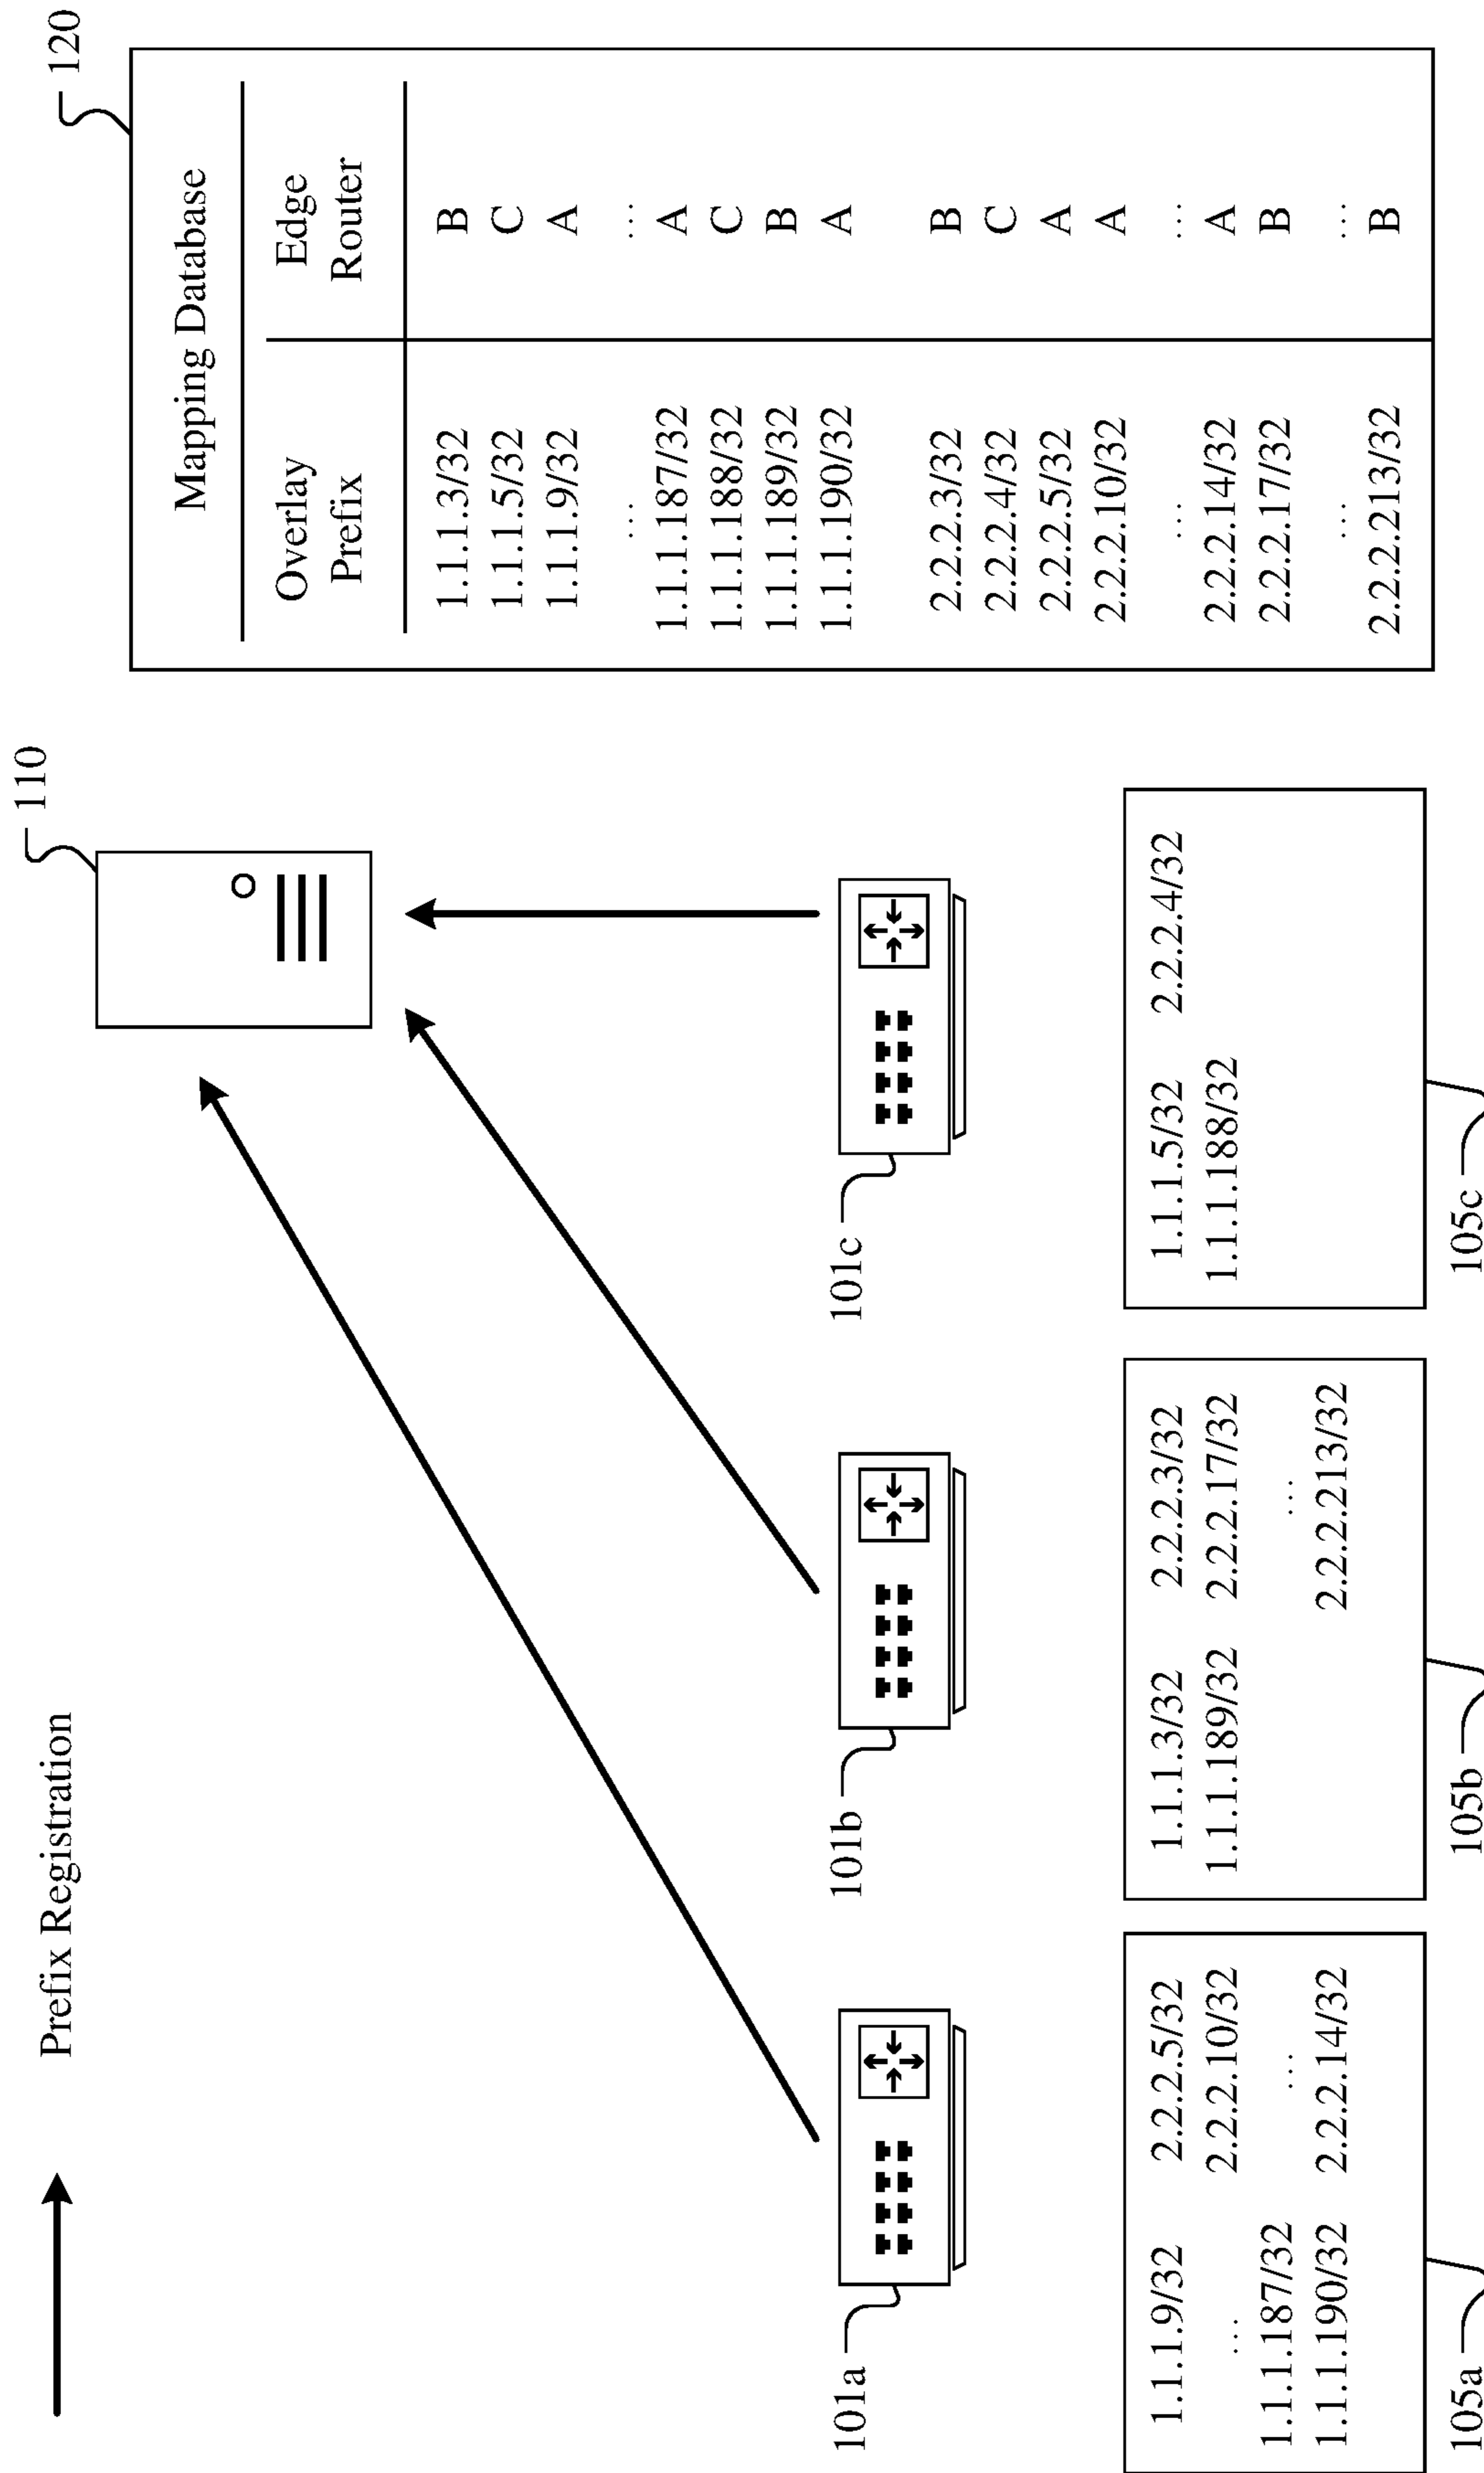 Prefix Registration
110
120
Mapping Database
Overlay Prefix
Edge Router
1.1.1.3/32 B
1.1.1.5/32 C
1.1.1.9/32 A
... ...
1.1.1.187/32 A
1.1.1.188/32 C
1.1.1.189/32 B
1.1.1.190/32 A
2.2.2.3/32 B
2.2.2.4/32 C
2.2.2.5/32 A
2.2.2.10/32 A
... ...
2.2.2.14/32 A
2.2.2.17/32 B
... ...
2.2.2.213/32 B
101a
101b
101c
1.1.1.9/32 2.2.2.5/32
... 2.2.2.10/32
1.1.1.187/32 ...
1.1.1.190/32 2.2.2.14/32
105a
1.1.1.3/32 2.2.2.3/32
1.1.1.189/32 2.2.2.17/32
...
2.2.2.213/32
105b
1.1.1.5/32 2.2.2.4/32
1.1.1.188/32
105c